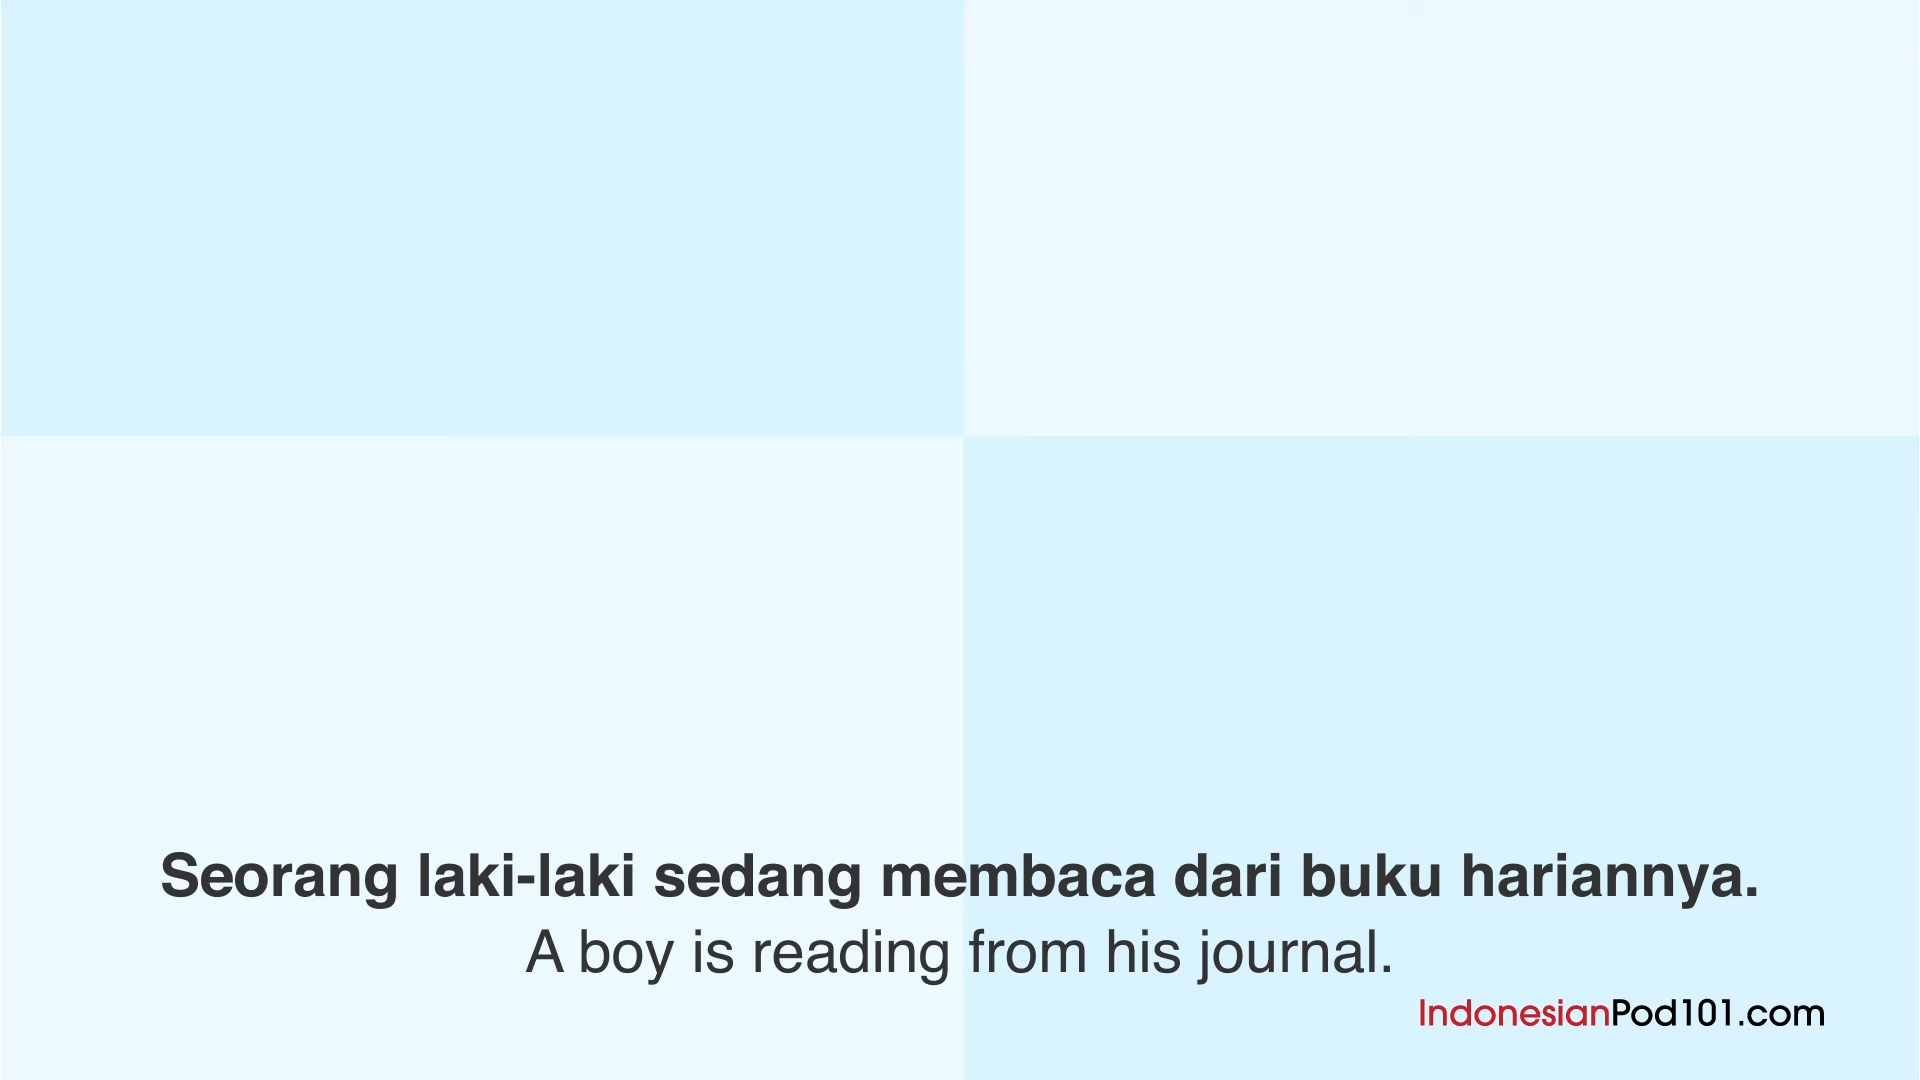 Seorang laki-laki sedang membaca dari buku hariannya.
A boy is reading from his journal.
IndonesianPod101.com